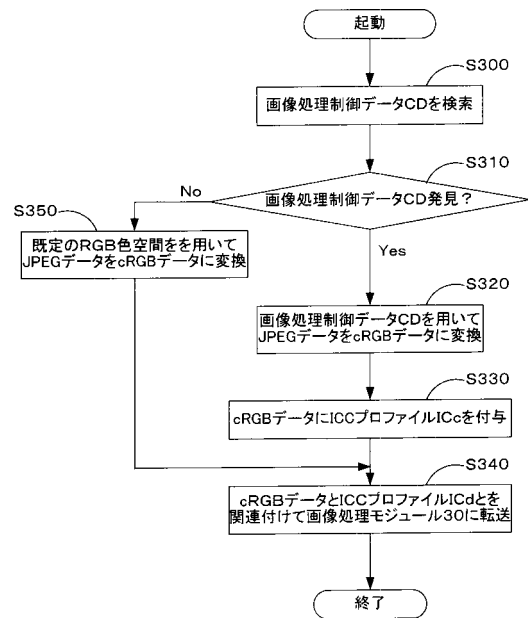 起動
S300
画像処理制御データCDを検索
S310
画像処理制御データCD発見？
No
Yes
S350
既定のRGB色空間をを用いて
JPEGデータをcRGBデータに変換
S320
画像処理制御データCDを用いて
JPEGデータをcRGBデータに変換
S330
cRGBデータにICCプロファイルICcを付与
S340
cRGBデータとICCプロファイルICdとを
関連付けて画像処理モジュール30に転送
終了